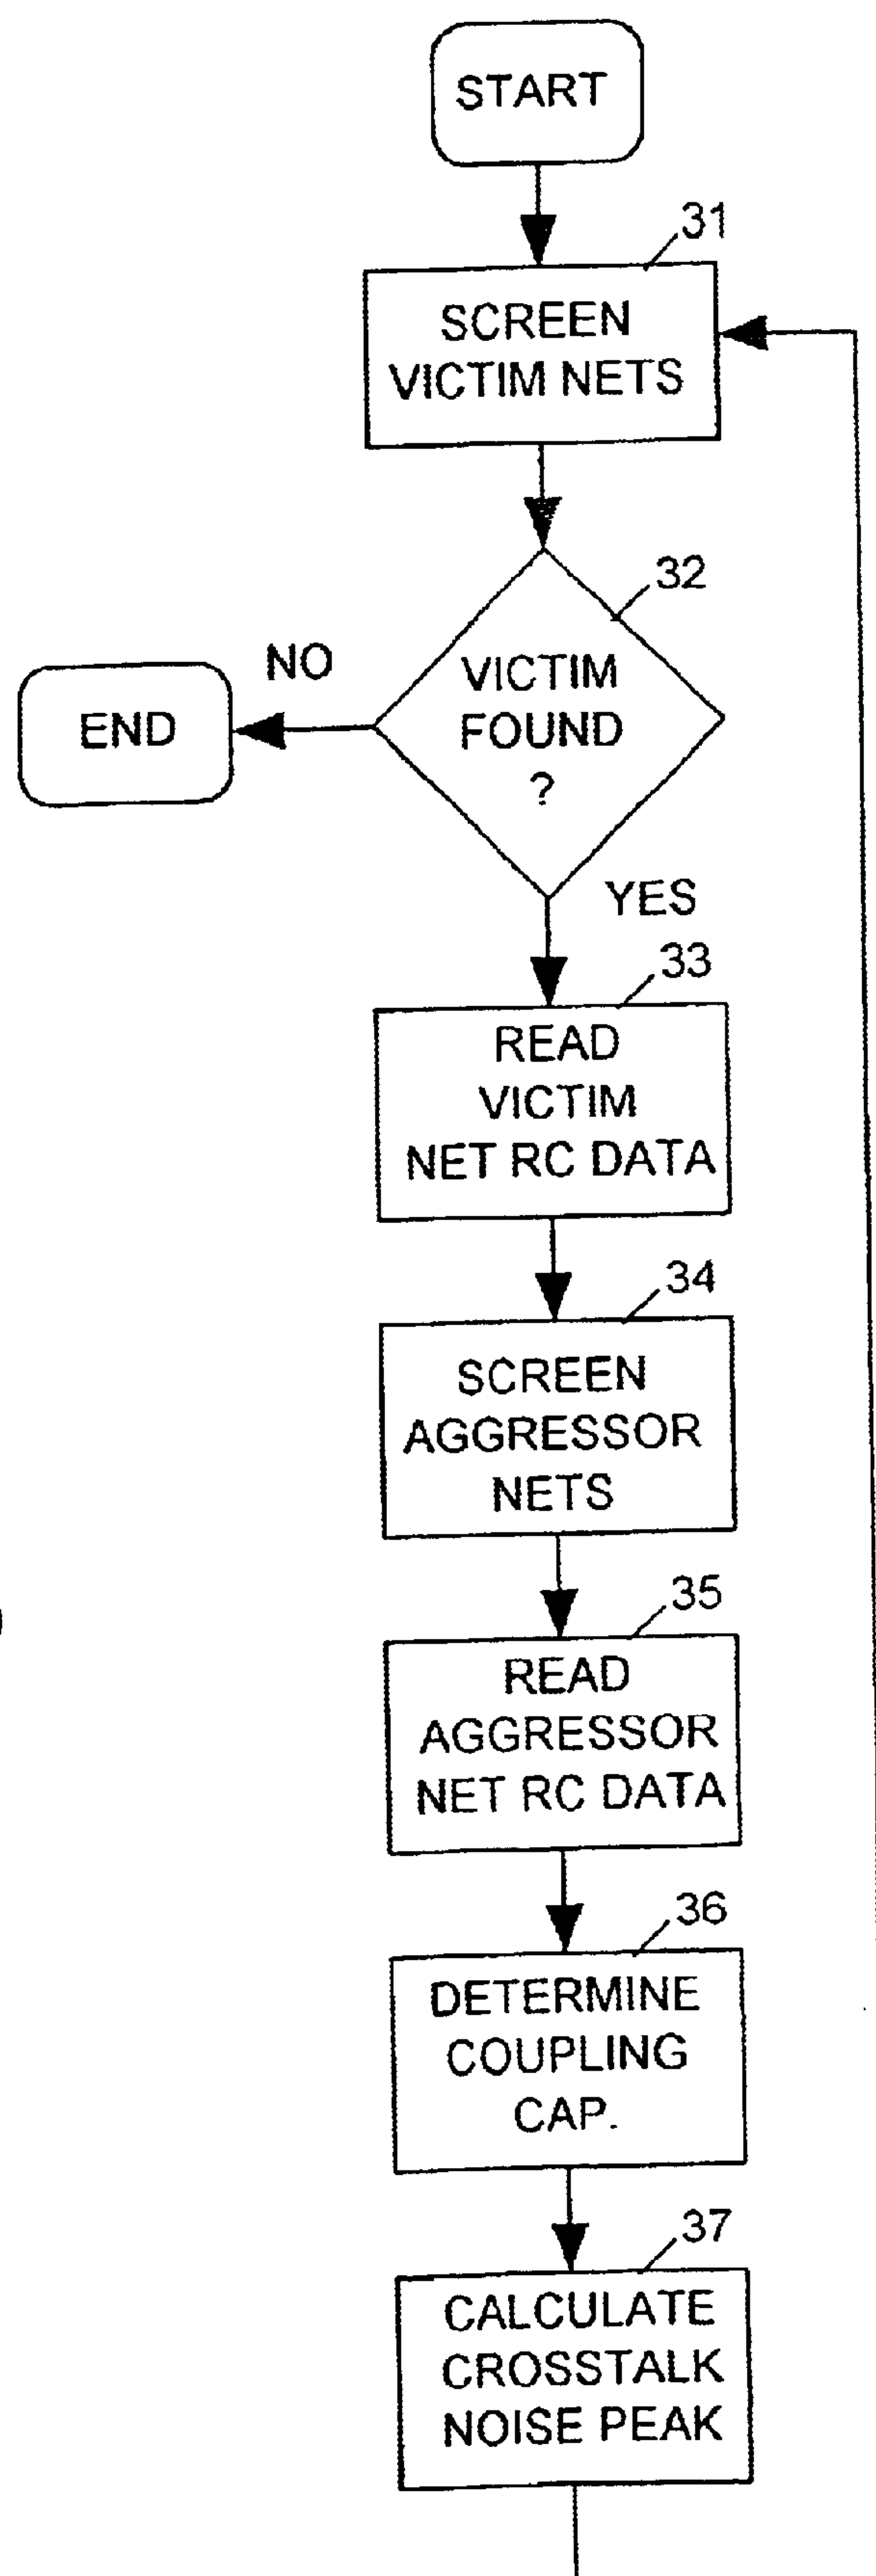 START
31
SCREEN
VICTIM NETS
32
NO
VICTIM
FOUND
?
END
YES
33
READ
VICTIM
NET RC DATA
34
SCREEN
AGGRESSOR
NETS
35
READ
AGGRESSOR
NET RC DATA
36
DETERMINE
COUPLING
CAP.
37
CALCULATE
CROSSTALK
NOISE PEAK